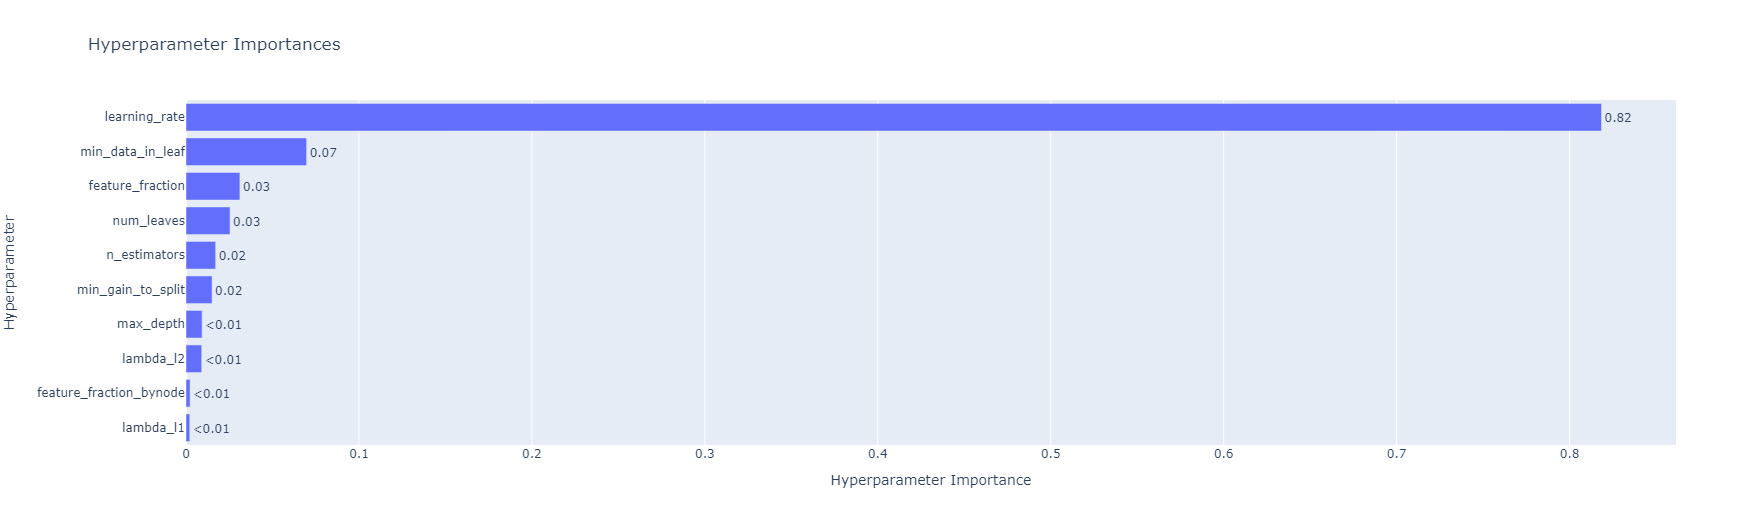 Hyperparameter Importances
learning_rate 0.82
min_data_in_leaf 0.07
feature_fraction 0.03
num_leaves 0.03
n_estimators 0.02
min_gain_to_split 0.02
max_depth <0.01
lambda_l2 <0.01
feature_fraction_bynode <0.01
lambda_l1 <0.01
0 0.1 0.2 0.3 0.4 0.5 0.6 0.7 0.8
Hyperparameter Importance
Hyperparameter